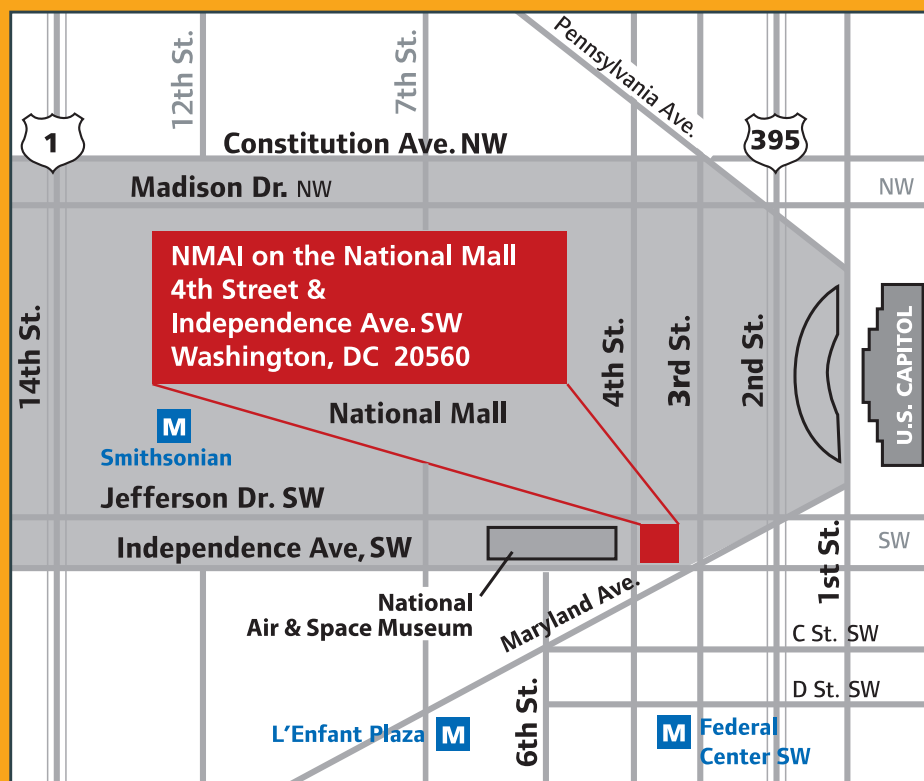 Pennsylvania Ave.
12th St.
7th St.
1
395
Constitution Ave. NW
Madison Dr. NW
NW
NMAI on the National Mall
4th Street &
Independence Ave. SW
Washington, DC 20560
14th St.
4th St.
3rd St.
2nd St.
U.S. CAPITOL
National Mall
M
Smithsonian
Jefferson Dr. SW
Independence Ave, SW
SW
1st St.
National
Air & Space Museum
Maryland Ave.
C St. SW
D St. SW
6th St.
L'Enfant Plaza M
M Federal
Center SW